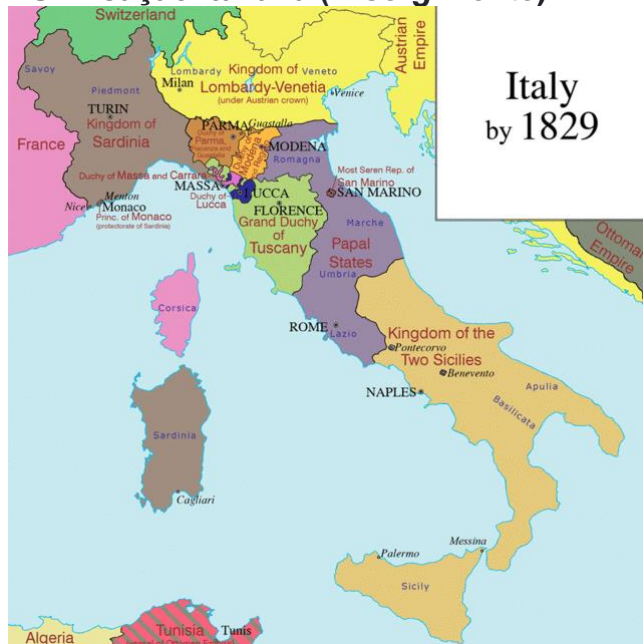 Switzerland
Austrian
Empire
Savoy
Piedmont
Lombardy
Kingdom of
Veneto
Milan
Lombardy-Venetia
(under Austrian crown)
Venice
Italy
by 1829
TURIN
Kingdom of
Sardinia
France
PARMA
Guastalla
Duchy of
Parma,
MODENA
Romagna
Duchy of Massa and Carrara
MASSA
Duchy of
Lucca
LUCCA
Most Seren Rep. of
San Marino
SAN MARINO
Nice
Menton
Monaco
Princ. of Monaco
(protectorate of Sardinia)
FLORENCE
Grand Duchy
of
Tuscany
Marche
Papal
States
Umbria
Ottoman
Empire
Corsica
ROME
Lazio
Kingdom of the
Two Sicilies
Pontecorvo
Benevento
NAPLES
Apulia
Basilicata
Sardinia
Cagliari
Messina
Palermo
Sicily
Algeria
Tunisia
Tunis